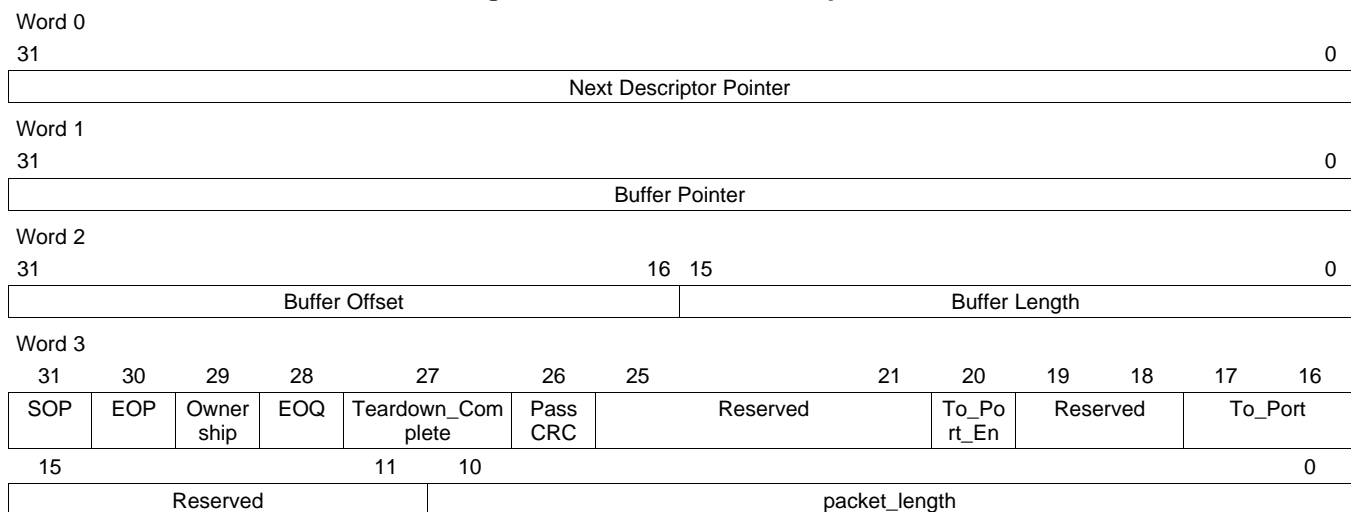 Word 0
31 0
Next Descriptor Pointer
Word 1
31 0
Buffer Pointer
Word 2
31 16 15 0
Buffer Offset Buffer Length
Word 3
31 30 29 28 27 26 25 21 20 19 18 17 16
SOP EOP Owner EOQ Teardown_Com Pass Reserved To_Po Reserved To_Port
ship plete CRC rt_En
15 11 10 0
Reserved packet_length